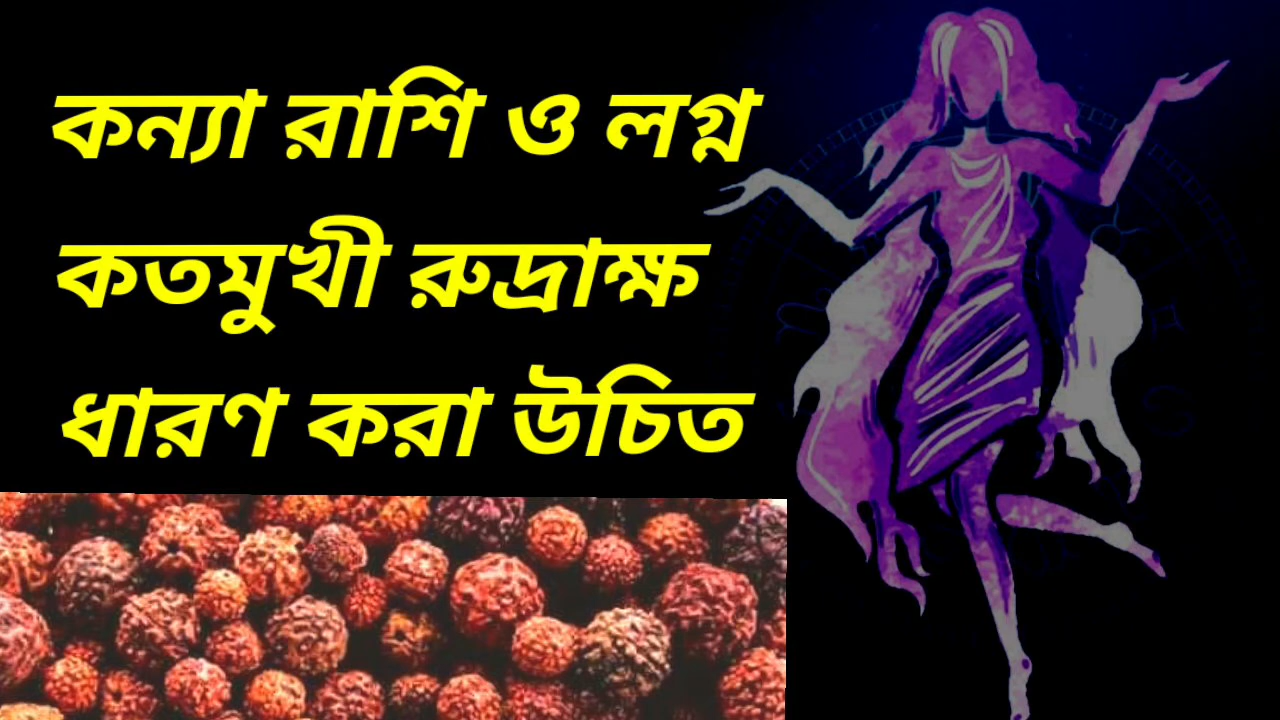 কন্যা রাশি ও লগ্ন
কতমুখী রুদ্রাক্ষ
ধারণ করা উচিত